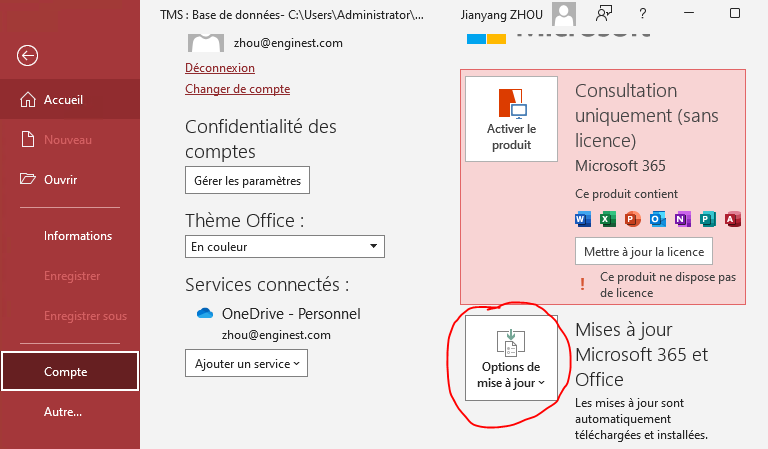 TMS : Base de données- C:\Users\Administrator\...
Jianyang ZHOU
?
Accueil
Nouveau
Ouvrir
Informations
Enregistrer
Enregistrer sous
Compte
Autre...
zhou@enginest.com
Déconnexion
Changer de compte
Confidentialité des
comptes
Gérer les paramètres
Thème Office :
En couleur
Services connectés :
OneDrive - Personnel
zhou@enginest.com
Ajouter un service
Microsoft
Activer le
produit
Consultation
uniquement (sans
licence)
Microsoft 365
Ce produit contient
W X P O N P A
Mettre à jour la licence
! Ce produit ne dispose pas
de licence
Options de
mise à jour
Mises à jour
Microsoft 365 et
Office
Les mises à jour sont
automatiquement
téléchargées et installées.